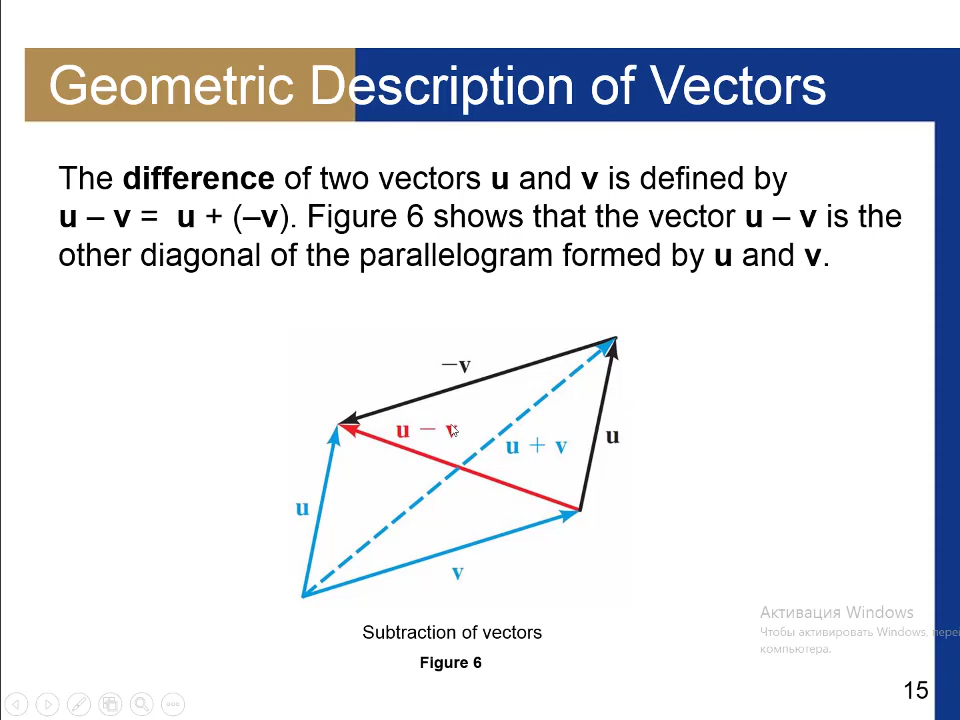 Geometric Description of Vectors
The difference of two vectors u and v is defined by
u – v = u + (–v). Figure 6 shows that the vector u – v is the
other diagonal of the parallelogram formed by u and v.
−v
u − v
u + v
u
u
v
Subtraction of vectors
Figure 6
Активация Windows
Чтобы активировать Windows,
компьютера.
15